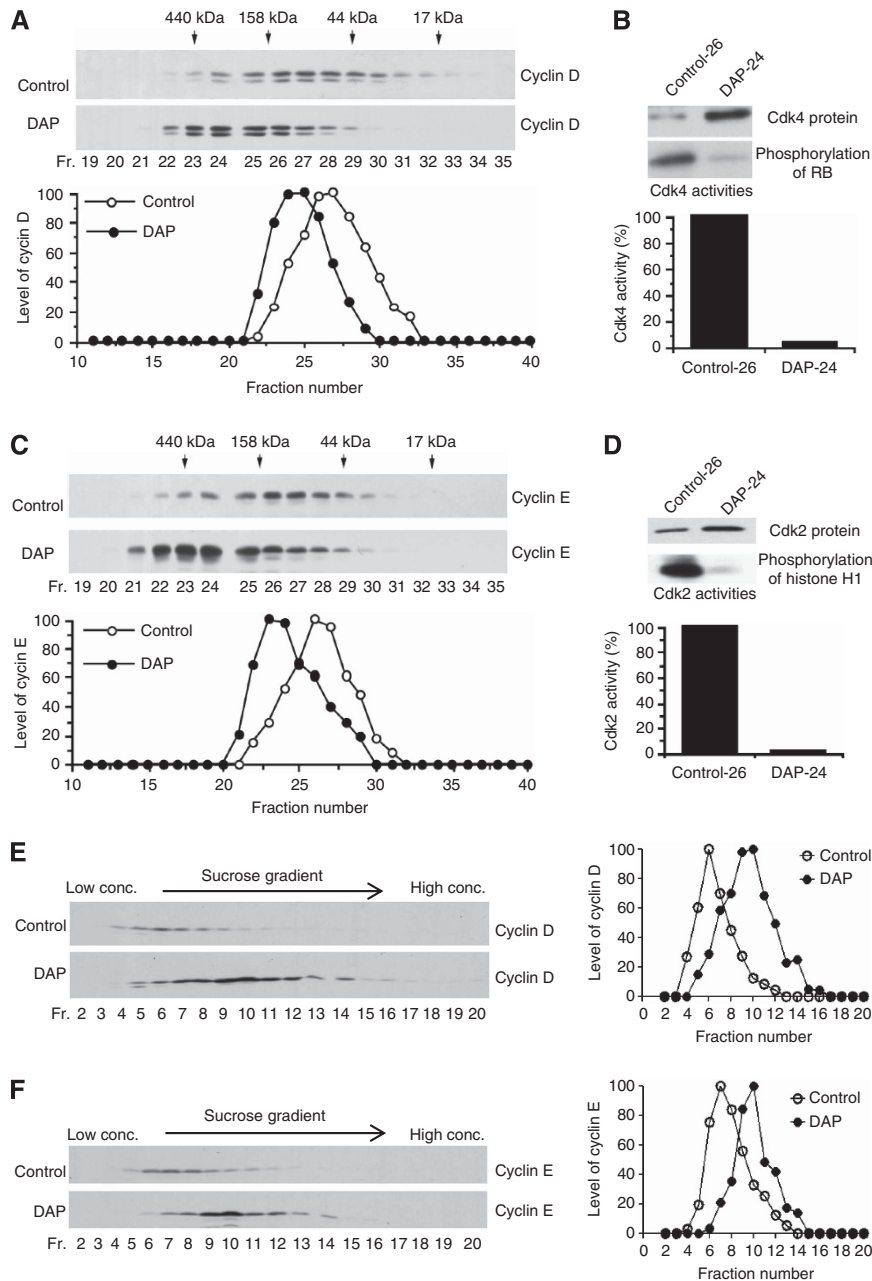 A
440 kDa 158 kDa 44 kDa 17 kDa
Control Cyclin D
DAP Cyclin D
Fr. 19 20 21 22 23 24 25 26 27 28 29 30 31 32 33 34 35
Level of cycin D
100
80
60
40
20
0
Control
DAP
10 15 20 25 30 35 40
Fraction number
B
Control-26 DAP-24
Cdk4 protein
Phosphorylation
of RB
Cdk4 activities
Cdk4 activity (%)
100
80
60
40
20
0
Control-26 DAP-24
C
440 kDa 158 kDa 44 kDa 17 kDa
Control Cyclin E
DAP Cyclin E
Fr. 19 20 21 22 23 24 25 26 27 28 29 30 31 32 33 34 35
Level of cycin E
100
80
60
40
20
0
Control
DAP
10 15 20 25 30 35 40
Fraction number
D
Control-26 DAP-24
Cdk2 protein
Phosphorylation
of histone H1
Cdk2 activities
Cdk2 activity (%)
100
80
60
40
20
0
Control-26 DAP-24
E
Low conc. Sucrose gradient High conc.
Control Cyclin D
DAP Cyclin D
Fr. 2 3 4 5 6 7 8 9 10 11 12 13 14 15 16 17 18 19 20
Level of cyclin D
100
80
60
40
20
0
Control
DAP
0 2 4 6 8 10 12 14 16 18 20
Fraction number
F
Low conc. Sucrose gradient High conc.
Control Cyclin E
DAP Cyclin E
Fr. 2 3 4 5 6 7 8 9 10 11 12 13 14 15 16 17 18 19 20
Level of cyclin E
100
80
60
40
20
0
Control
DAP
0 2 4 6 8 10 12 14 16 18 20
Fraction number